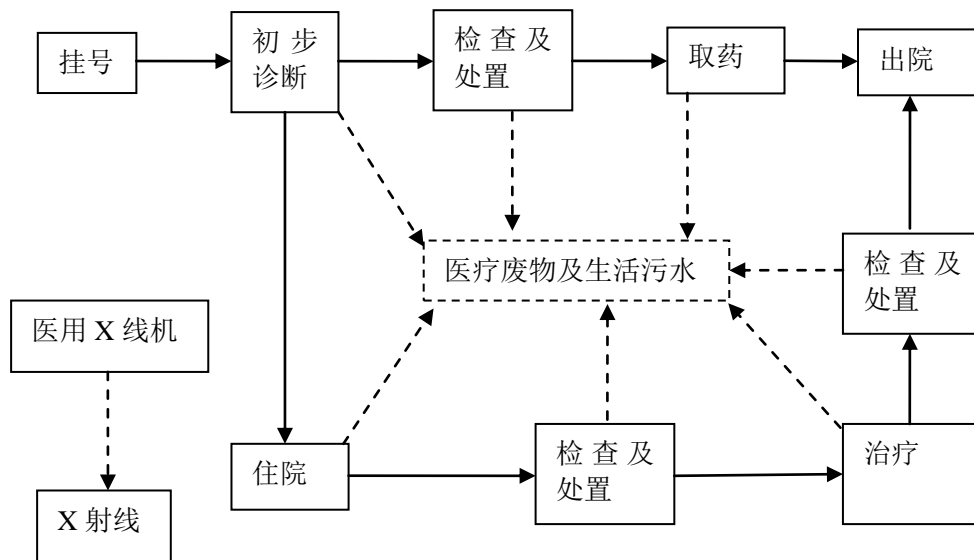 挂号
初步
诊断
检查及
处置
取药
出院
医疗废物及生活污水
检查及
处置
医用 X 线机
住院
检查及
处置
治疗
X 射线